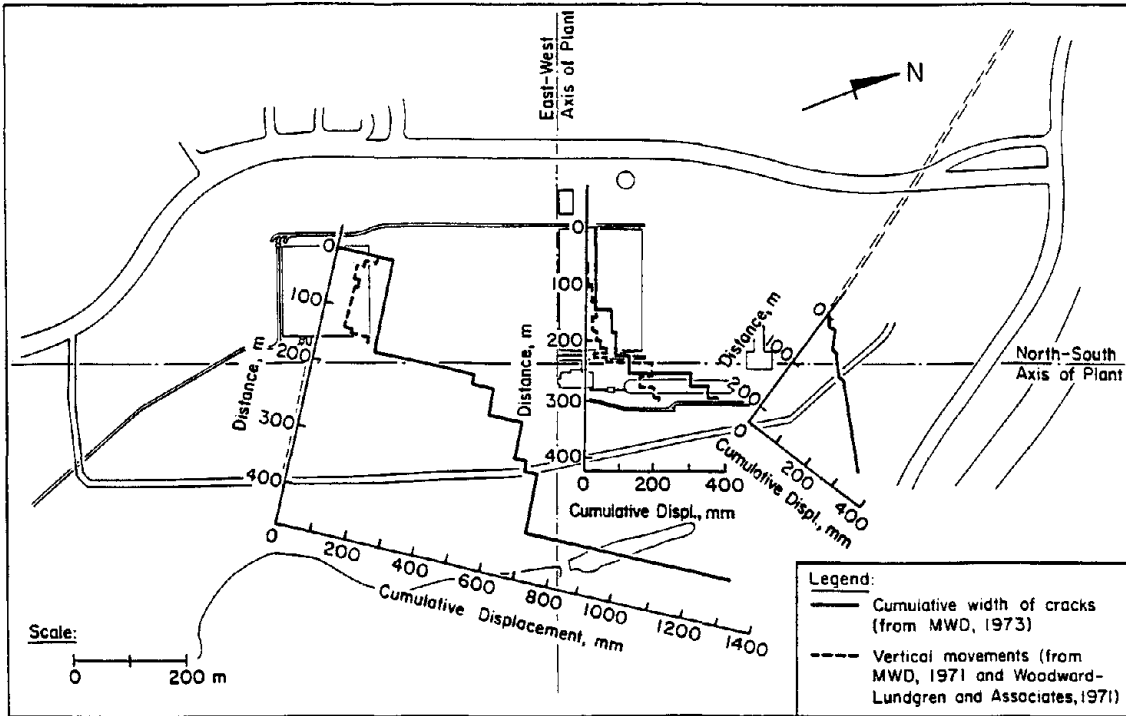 East-West
Axis of Plant
N
0
100
200
300
400
Distance, m
0
200
400
600
800
1000
1200
1400
Cumulative Displacement, mm
0
100
200
300
400
Distance, m
0
200
400
Cumulative Displ., mm
0
100
200
Distance, m
0
200
400
Cumulative Displ., mm
North-South
Axis of Plant
Scale:
0
200 m
Legend:
Cumulative width of cracks
(from MWD, 1973)
Vertical movements (from
MWD, 1971 and Woodward-
Lundgren and Associates, 1971)